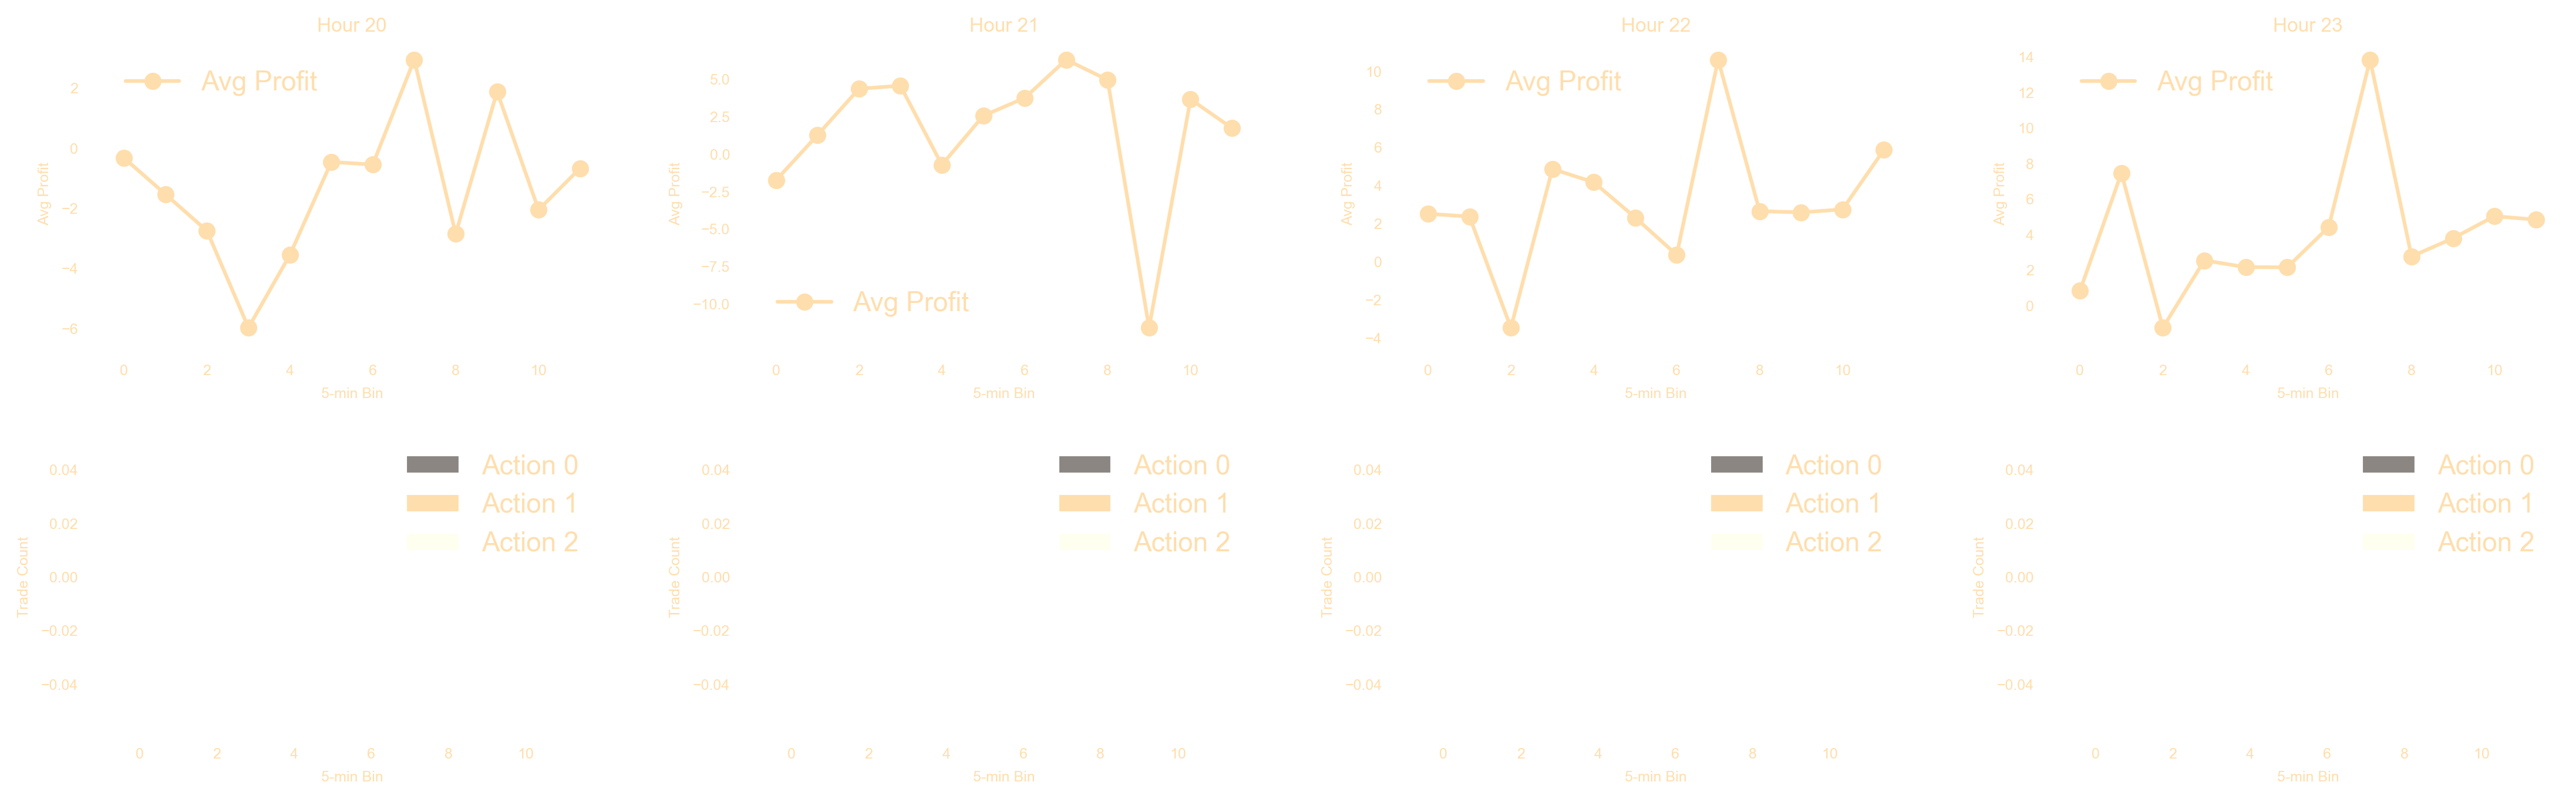 Hour 20
Avg Profit
2
0
−2
−4
−6
Avg Profit
0 2 4 6 8 10
5-min Bin
Hour 21
Avg Profit
5.0
2.5
0.0
−2.5
−5.0
−7.5
−10.0
Avg Profit
0 2 4 6 8 10
5-min Bin
Hour 22
Avg Profit
10
8
6
4
2
0
−2
−4
Avg Profit
0 2 4 6 8 10
5-min Bin
Hour 23
Avg Profit
14
12
10
8
6
4
2
0
Avg Profit
0 2 4 6 8 10
5-min Bin
Trade Count
0.04
0.02
0.00
−0.02
−0.04
Action 0
Action 1
Action 2
0 2 4 6 8 10
5-min Bin
Trade Count
0.04
0.02
0.00
−0.02
−0.04
Action 0
Action 1
Action 2
0 2 4 6 8 10
5-min Bin
Trade Count
0.04
0.02
0.00
−0.02
−0.04
Action 0
Action 1
Action 2
0 2 4 6 8 10
5-min Bin
Trade Count
0.04
0.02
0.00
−0.02
−0.04
Action 0
Action 1
Action 2
0 2 4 6 8 10
5-min Bin